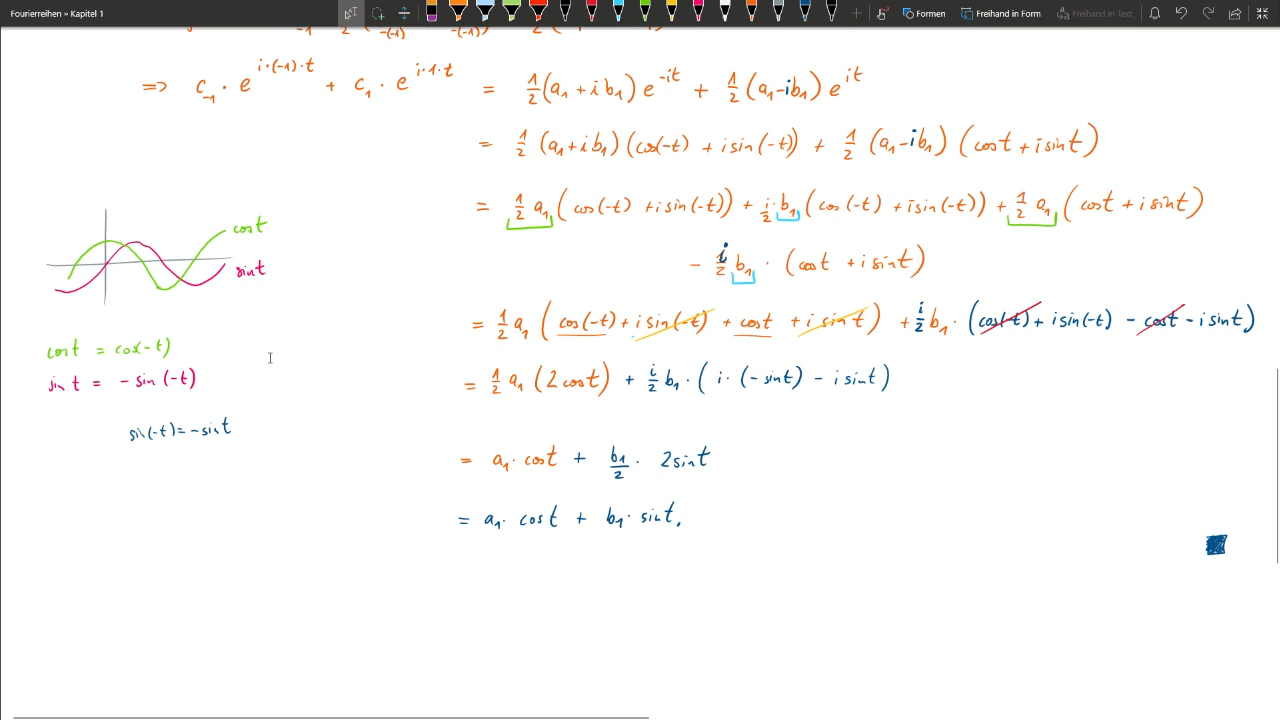 Fourierreihen » Kapitel 1
Formen
Freihand in Form
Freihand in Text
⇒ c₋₁ · e^{i·(-1)·t} + c₁ · e^{i·1·t} = 1/2 (a₁ + i b₁) e^{-it} + 1/2 (a₁ - i b₁) e^{it}
= 1/2 (a₁ + i b₁) (cos(-t) + i sin(-t)) + 1/2 (a₁ - i b₁) (cos t + i sin t)
= 1/2 a₁ (cos(-t) + i sin(-t)) + i/2 · b₁ (cos(-t) + i sin(-t)) + 1/2 a₁ (cos t + i sin t)
- i/2 b₁ · (cos t + i sin t)
cos t
sin t
= 1/2 a₁ (cos(-t) + i sin(-t) + cos t + i sin t) + i/2 b₁ · (cos(-t) + i sin(-t) - cos t - i sin t)
cos t = cos(-t)
sin t = - sin (-t)
= 1/2 a₁ (2 cos t) + i/2 b₁ · (i · (- sin t) - i sin t)
sin(-t) = - sin t
= a₁ · cos t + b₁/2 · 2 sin t
= a₁ · cos t + b₁ · sin t.